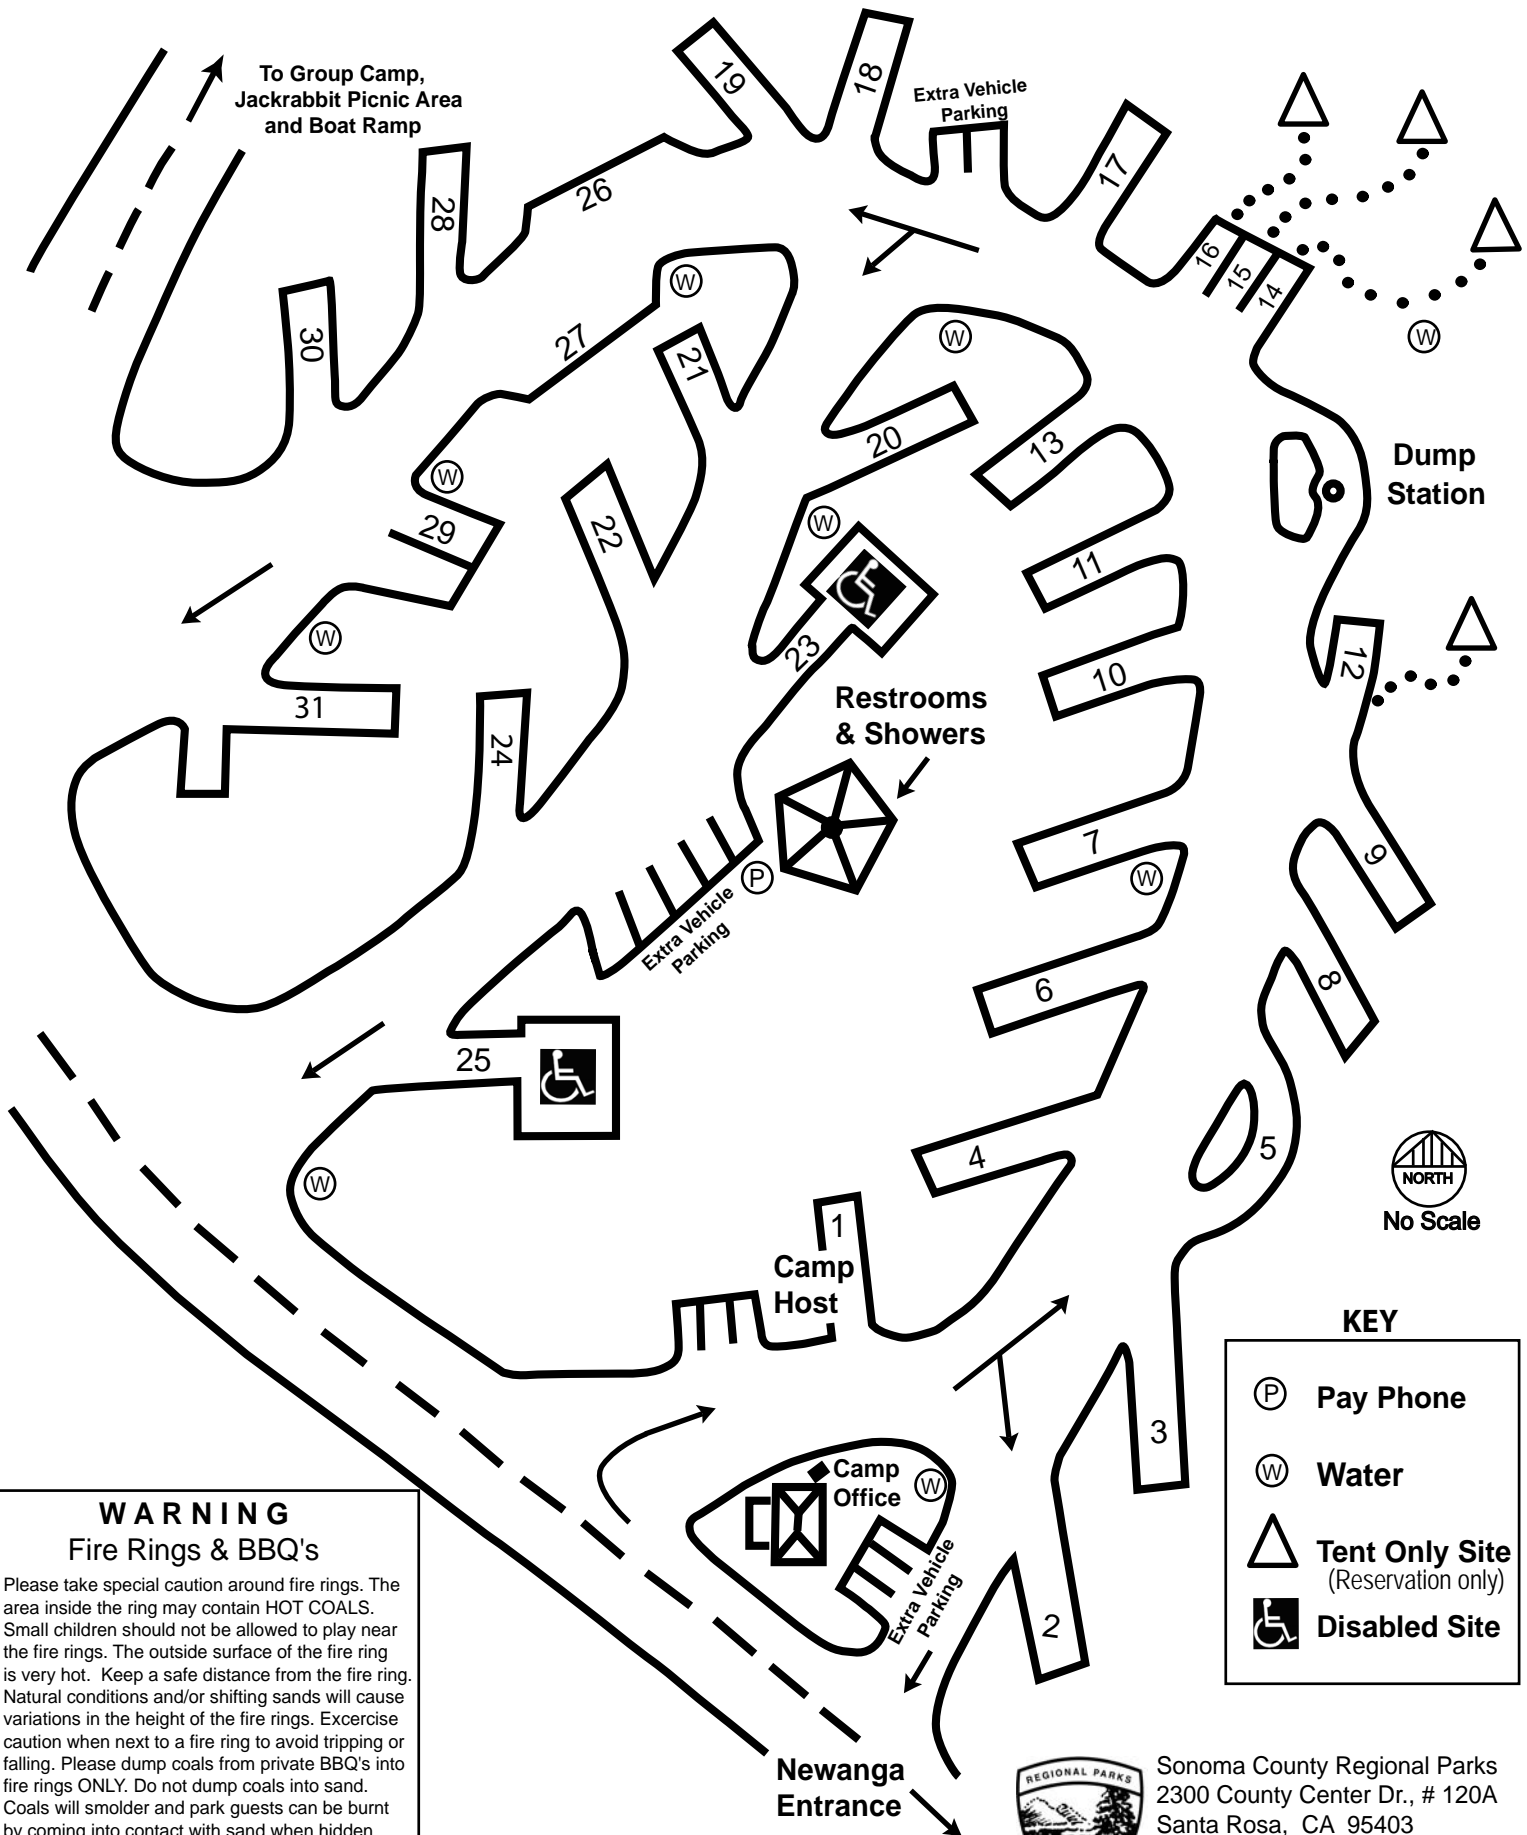 To Group Camp,
Jackrabbit Picnic Area
and Boat Ramp
19
18
Extra Vehicle
Parking
17
16
15
14
28
26
30
27
21
20
13
Dump
Station
29
22
11
23
12
10
31
24
Restrooms
& Showers
7
9
Extra Vehicle
Parking
6
8
25
4
5
1
Camp
Host
NORTH
No Scale
3
2
Camp
Office
Extra Vehicle
Parking
Newanga
Entrance
W
W
W
W
W
W
W
W
W
W
P
KEY
P Pay Phone
W Water
Tent Only Site
(Reservation only)
Disabled Site
WARNING
Fire Rings & BBQ's
Please take special caution around fire rings. The
area inside the ring may contain HOT COALS.
Small children should not be allowed to play near
the fire rings. The outside surface of the fire ring
is very hot. Keep a safe distance from the fire ring.
Natural conditions and/or shifting sands will cause
variations in the height of the fire rings. Excercise
caution when next to a fire ring to avoid tripping or
falling. Please dump coals from private BBQ's into
fire rings ONLY. Do not dump coals into sand.
Coals will smolder and park guests can be burnt
by coming into contact with sand when hidden
REGIONAL PARKS
Sonoma County Regional Parks
2300 County Center Dr., # 120A
Santa Rosa, CA 95403